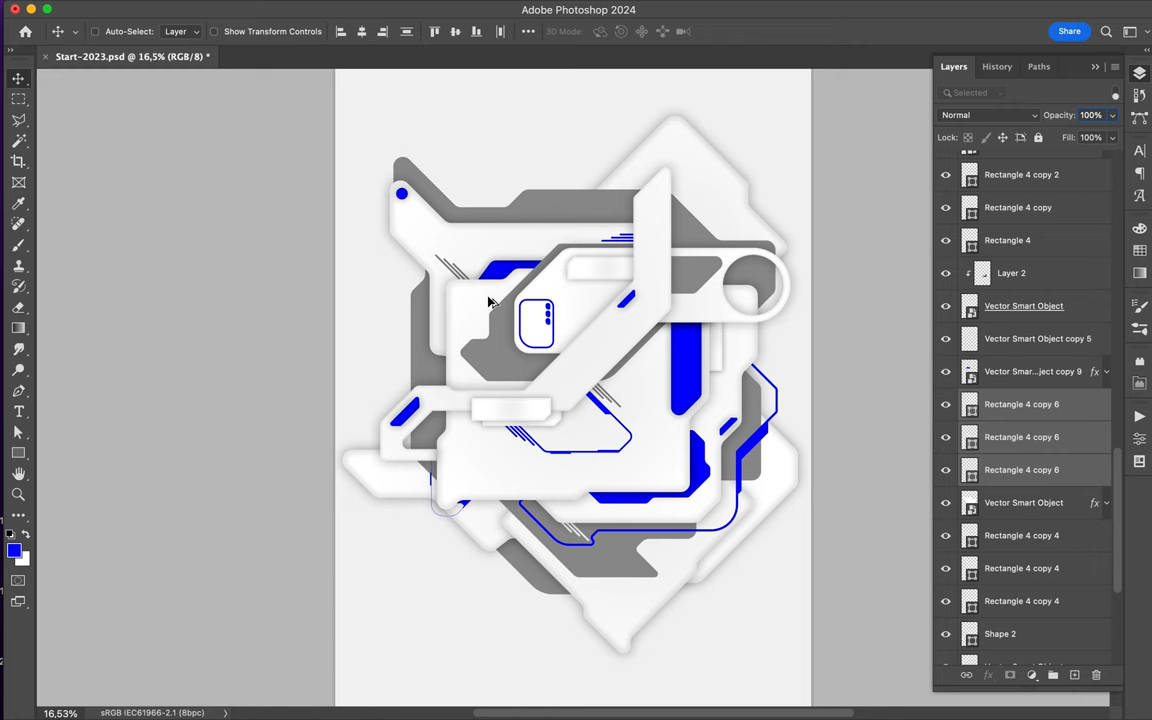 Adobe Photoshop 2024
Auto-Select: Layer Show Transform Controls 3D Mode: Share
Start-2023.psd @ 16,5% (RGB/8) *
Layers History Paths
Selected
Normal Opacity: 100%
Lock: Fill: 100%
Rectangle 4 copy 2
Rectangle 4 copy
Rectangle 4
Layer 2
Vector Smart Object
Vector Smart Object copy 5
Vector Smar...ject copy 9 fx
Rectangle 4 copy 6
Rectangle 4 copy 6
Rectangle 4 copy 6
Vector Smart Object fx
Rectangle 4 copy 4
Rectangle 4 copy 4
Rectangle 4 copy 4
Shape 2
16,53% sRGB IEC61966-2.1 (8bpc)